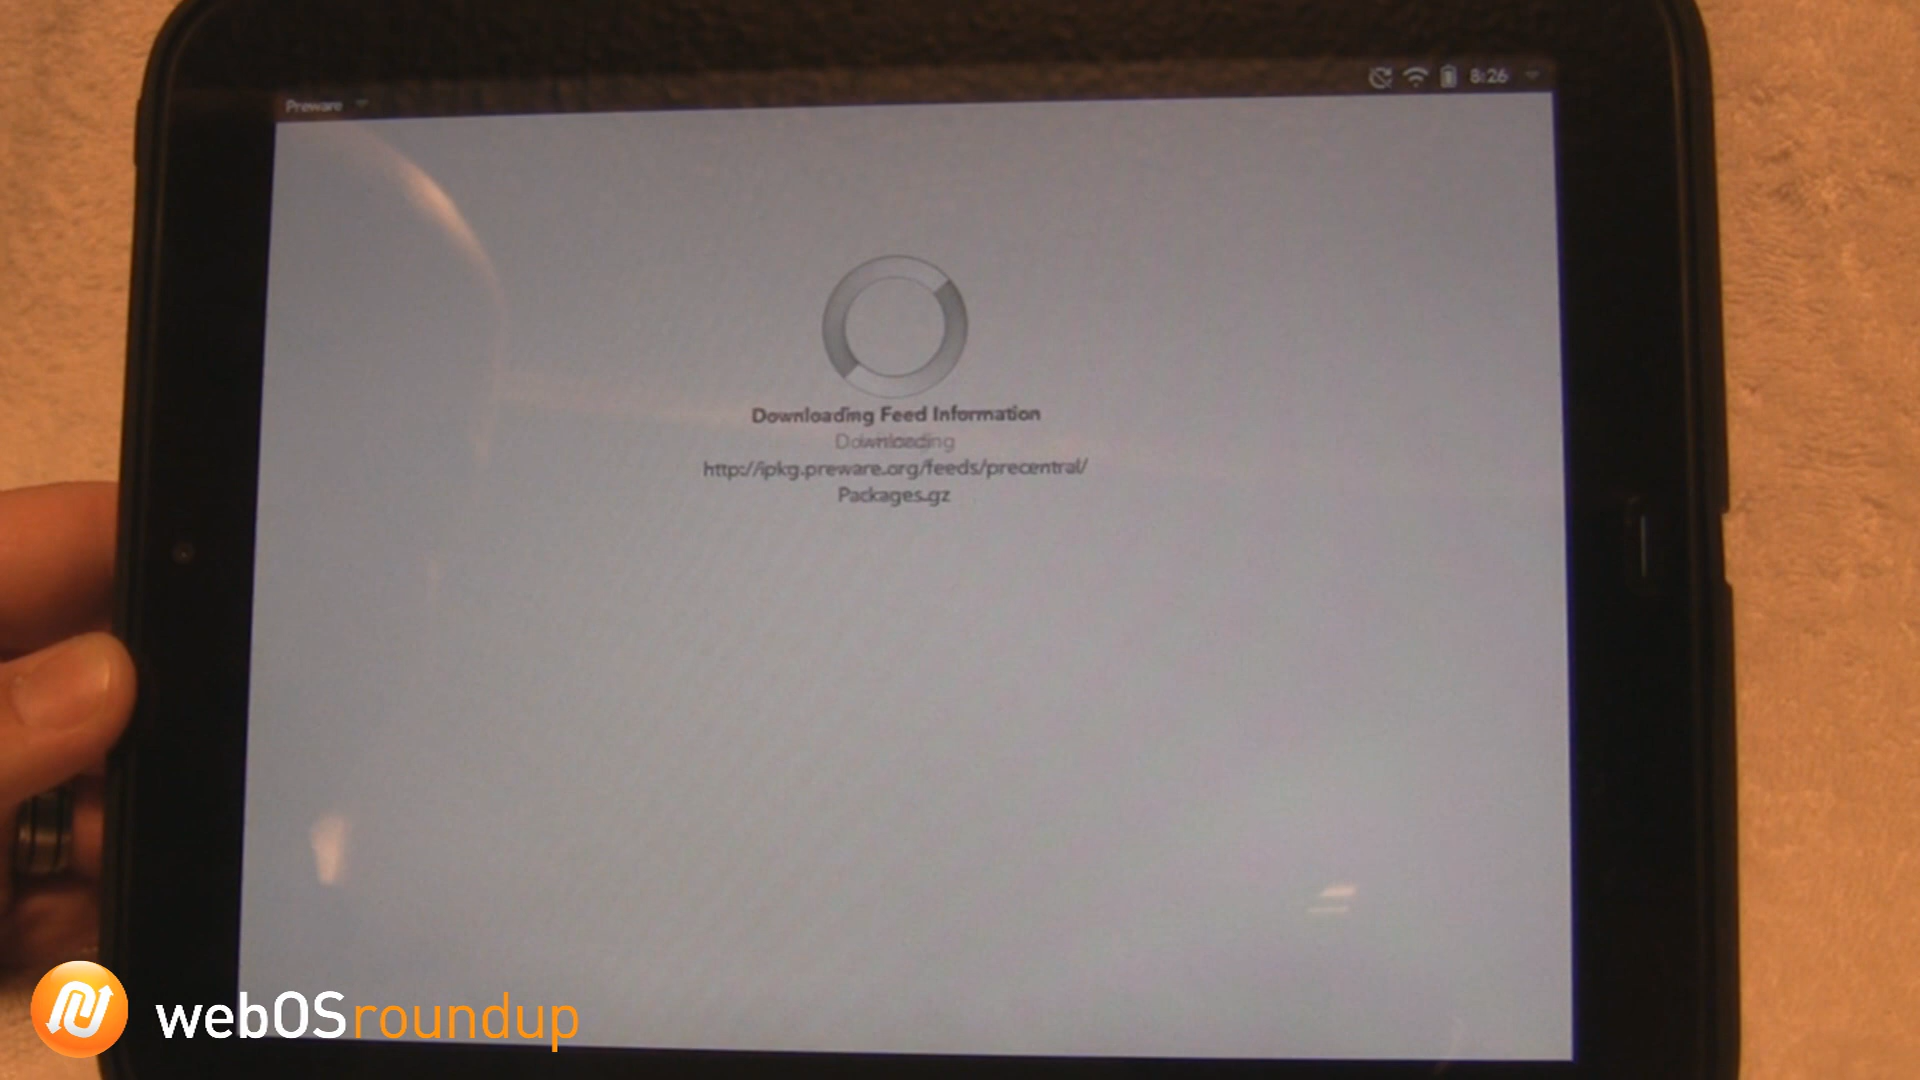 8:26
Preware
Downloading Feed Information
Downloading
http://ipkg.preware.org/feeds/precentral/
Packages.gz
webOSroundup